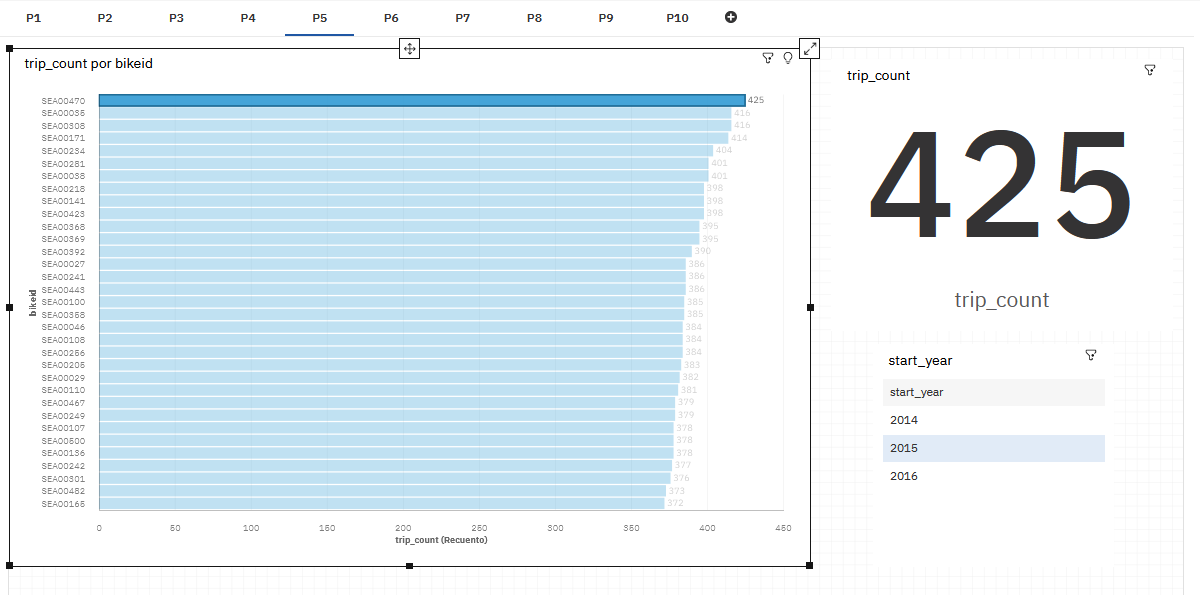 P1 P2 P3 P4 P5 P6 P7 P8 P9 P10
trip_count por bikeid
bikeid
SEA00470 425
SEA00035 416
SEA00308 416
SEA00171 414
SEA00234 404
SEA00281 401
SEA00038 401
SEA00218 398
SEA00141 398
SEA00423 398
SEA00368 395
SEA00369 395
SEA00392 390
SEA00027 386
SEA00241 386
SEA00443 386
SEA00100 385
SEA00358 385
SEA00046 384
SEA00108 384
SEA00256 384
SEA00205 383
SEA00029 382
SEA00110 381
SEA00467 379
SEA00249 379
SEA00107 378
SEA00500 378
SEA00136 378
SEA00242 377
SEA00301 376
SEA00482 373
SEA00165 372
0 50 100 150 200 250 300 350 400 450
trip_count (Recuento)
trip_count
425
trip_count
start_year
start_year
2014
2015
2016